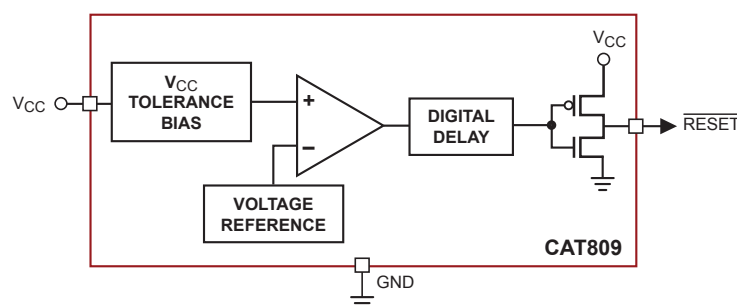 VCC
VCC
VCC
TOLERANCE
BIAS
+
−
DIGITAL
DELAY
RESET
VOLTAGE
REFERENCE
CAT809
GND